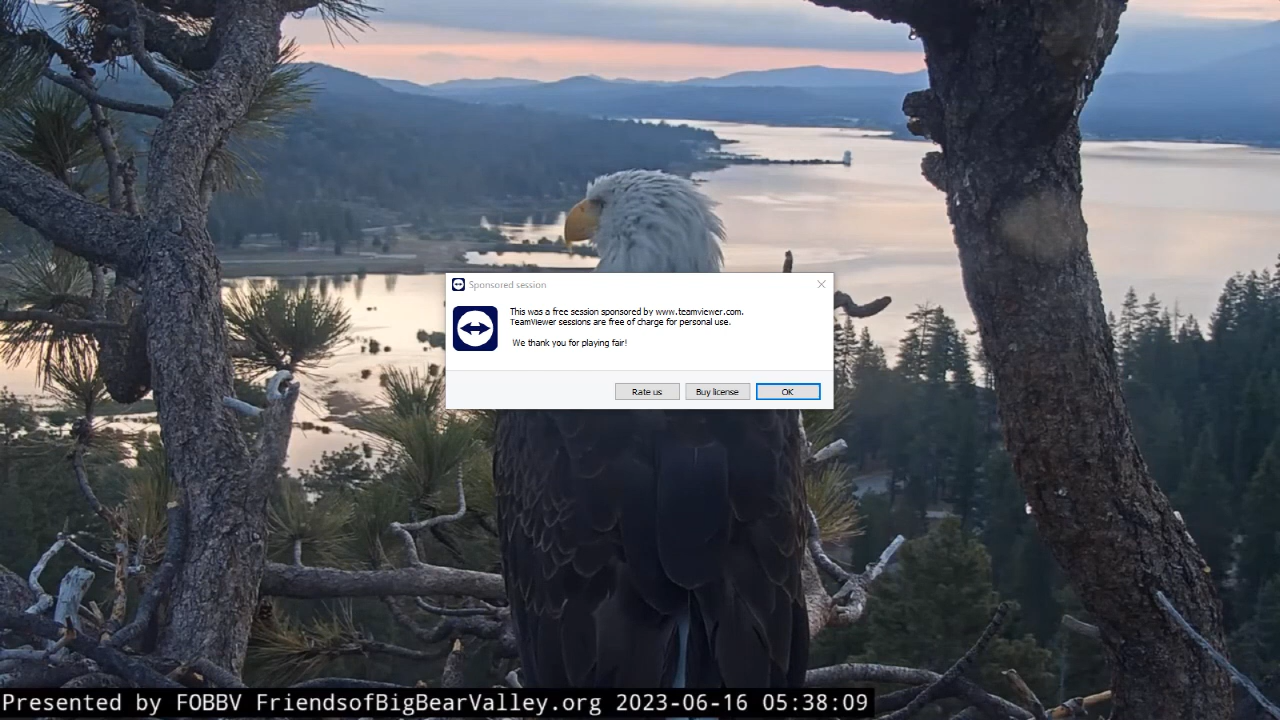 Sponsored session
This was a free session sponsored by www.teamviewer.com.
TeamViewer sessions are free of charge for personal use.
We thank you for playing fair!
Rate us Buy license OK
Presented by FOBBV FriendsofBigBearValley.org 2023-06-16 05:38:09